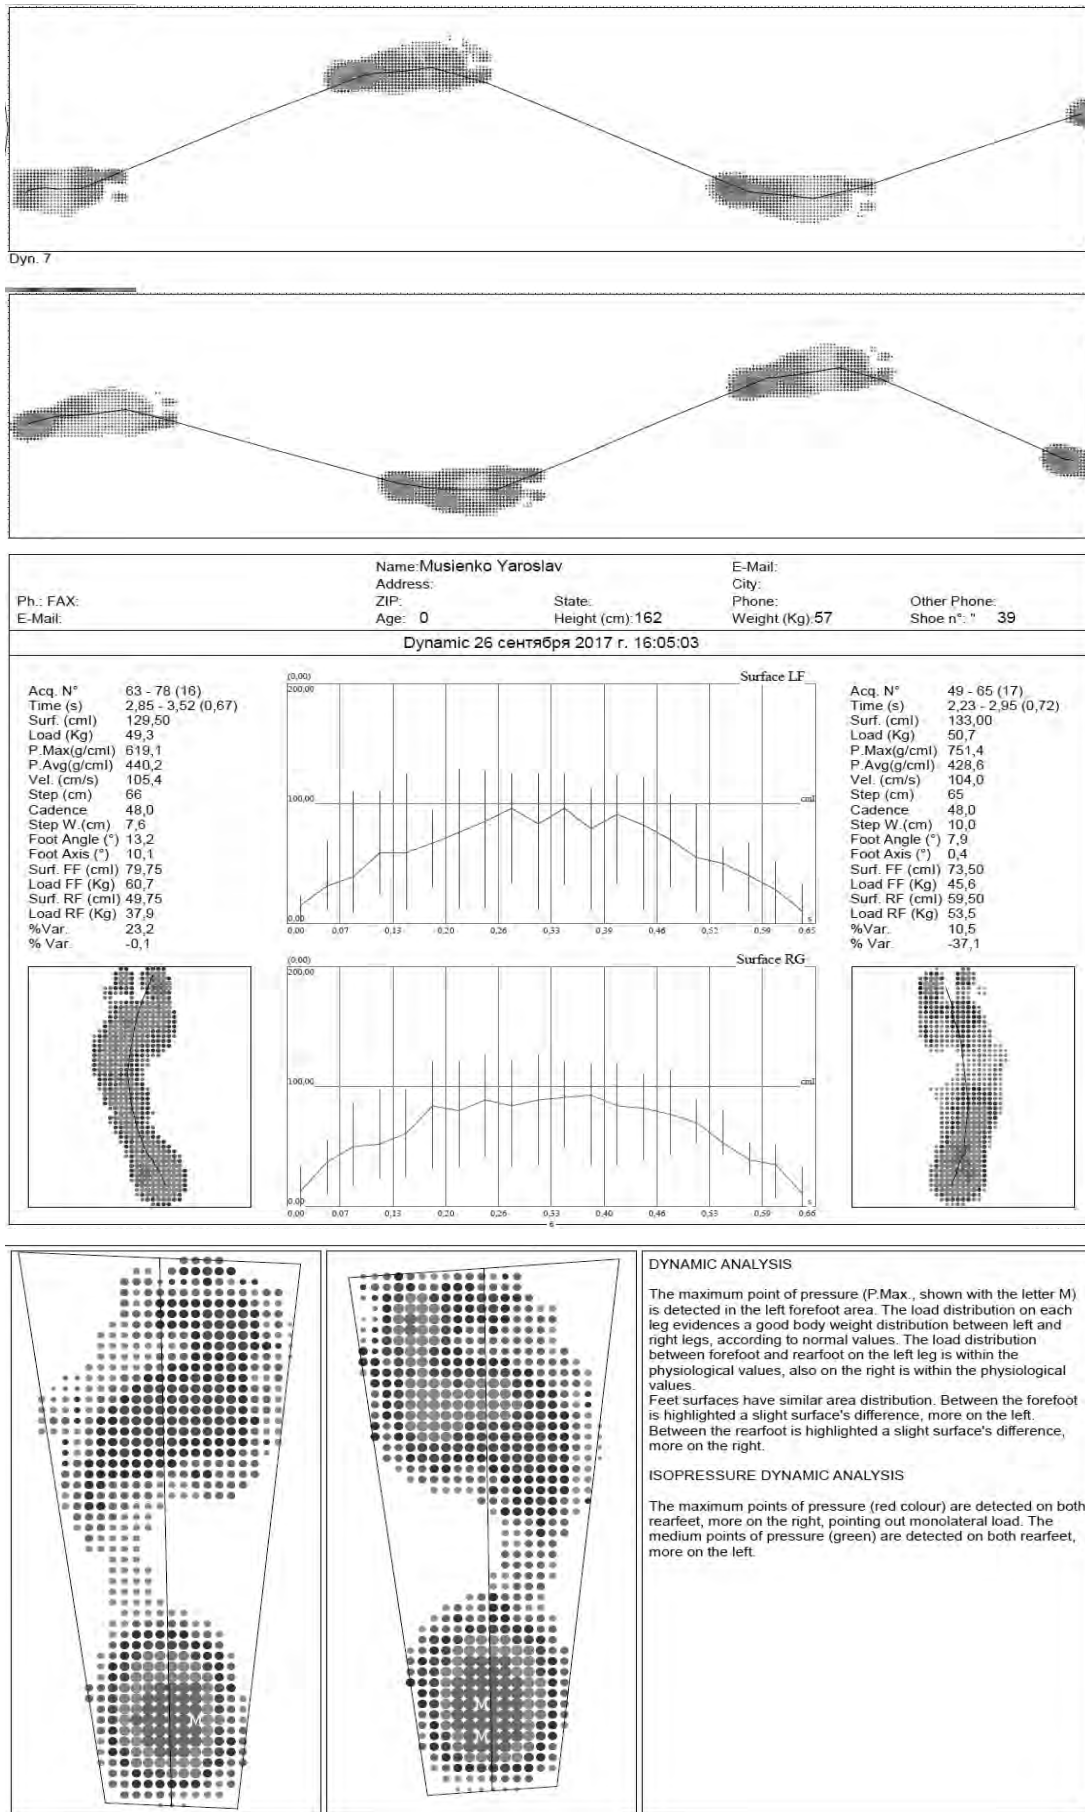 Dyn. 7
Name: Musienko Yaroslav
E-Mail:
Address:
City:
Ph.: FAX:
ZIP:
State:
Phone:
Other Phone:
E-Mail:
Age: 0
Height (cm): 162
Weight (Kg): 57
Shoe n°: " 39
Dynamic 26 сентября 2017 г. 16:05:03
Acq. N° 63 - 78 (16)
Time (s) 2,85 - 3,52 (0,67)
Surf. (cml) 129,50
Load (Kg) 49,3
P.Max(g/cml) 619,1
P.Avg(g/cml) 440,2
Vel. (cm/s) 105,4
Step (cm) 66
Cadence 48,0
Step W.(cm) 7,6
Foot Angle (°) 13,2
Foot Axis (°) 10,1
Surf. FF (cml) 79,75
Load FF (Kg) 60,7
Surf. RF (cml) 49,75
Load RF (Kg) 37,9
%Var. 23,2
% Var. -0,1
(0,00)
Surface LF
200,00
100,00
cml
0,00
s
0,00 0,07 0,13 0,20 0,26 0,33 0,39 0,46 0,52 0,59 0,65
(0,00)
Surface RG
200,00
100,00
cml
0,00
s
0,00 0,07 0,13 0,20 0,26 0,33 0,40 0,46 0,53 0,59 0,66
6
Acq. N° 49 - 65 (17)
Time (s) 2,23 - 2,95 (0,72)
Surf. (cml) 133,00
Load (Kg) 50,7
P.Max(g/cml) 751,4
P.Avg(g/cml) 428,6
Vel. (cm/s) 104,0
Step (cm) 65
Cadence 48,0
Step W.(cm) 10,0
Foot Angle (°) 7,9
Foot Axis (°) 0,4
Surf. FF (cml) 73,50
Load FF (Kg) 45,6
Surf. RF (cml) 59,50
Load RF (Kg) 53,5
%Var. 10,5
% Var. -37,1
M
M
M
DYNAMIC ANALYSIS
The maximum point of pressure (P.Max., shown with the letter M)
is detected in the left forefoot area. The load distribution on each
leg evidences a good body weight distribution between left and
right legs, according to normal values. The load distribution
between forefoot and rearfoot on the left leg is within the
physiological values, also on the right is within the physiological
values.
Feet surfaces have similar area distribution. Between the forefoot
is highlighted a slight surface's difference, more on the left.
Between the rearfoot is highlighted a slight surface's difference,
more on the right.
ISOPRESSURE DYNAMIC ANALYSIS
The maximum points of pressure (red colour) are detected on both
rearfeet, more on the right, pointing out monolateral load. The
medium points of pressure (green) are detected on both rearfeet,
more on the left.